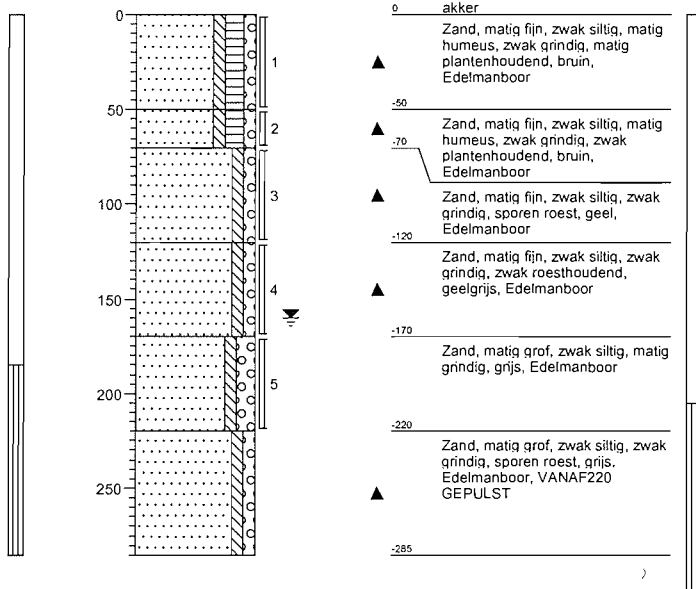 0
50
100
150
200
250
1
2
3
4
5
0 akker
Zand, matig fijn, zwak siltig, matig
humeus, zwak grindig, matig
plantenhoudend, bruin,
Edelmanboor
-50
Zand, matig fijn, zwak siltig, matig
humeus, zwak grindig, zwak
plantenhoudend, bruin,
Edelmanboor
-70
Zand, matig fijn, zwak siltig, zwak
grindig, sporen roest, geel,
Edelmanboor
-120
Zand, matig fijn, zwak siltig, zwak
grindig, zwak roesthoudend,
geelgrijs, Edelmanboor
-170
Zand, matig grof, zwak siltig, matig
grindig, grijs, Edelmanboor
-220
Zand, matig grof, zwak siltig, zwak
grindig, sporen roest, grijs,
Edelmanboor, VANAF220
GEPULST
-285